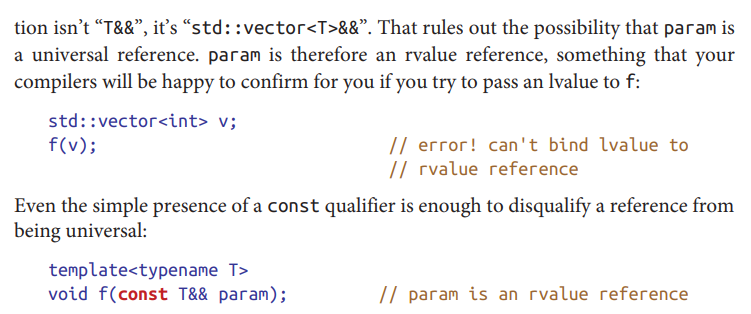 tion isn’t “T&&”, it’s “std::vector<T>&&”. That rules out the possibility that param is
a universal reference. param is therefore an rvalue reference, something that your
compilers will be happy to confirm for you if you try to pass an lvalue to f:
std::vector<int> v;
f(v); // error! can't bind lvalue to
// rvalue reference
Even the simple presence of a const qualifier is enough to disqualify a reference from
being universal:
template<typename T>
void f(const T&& param); // param is an rvalue reference